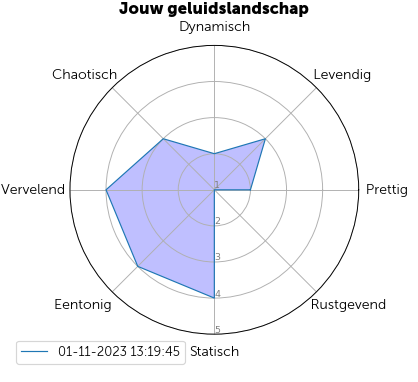 Jouw geluidslandschap
Dynamisch
Chaotisch
Levendig
Vervelend
Prettig
1
2
3
4
5
Eentonig
Rustgevend
Statisch
01-11-2023 13:19:45